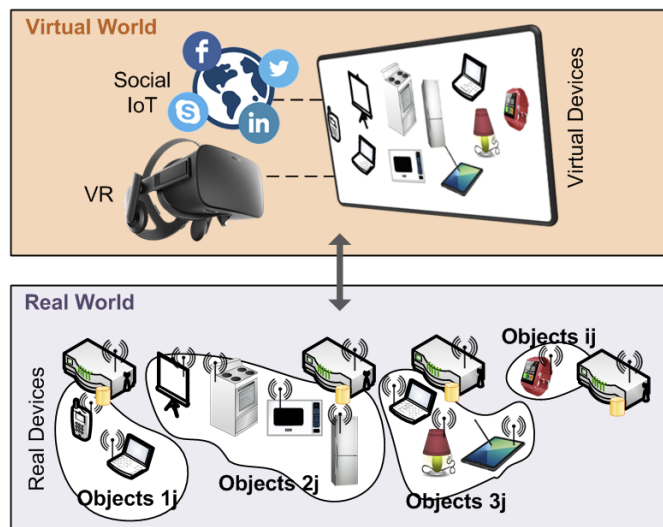 Virtual World
Social
IoT
f
S
in
VR
Virtual Devices
Real World
Real Devices
Objects ij
Objects 1j
Objects 2j
Objects 3j